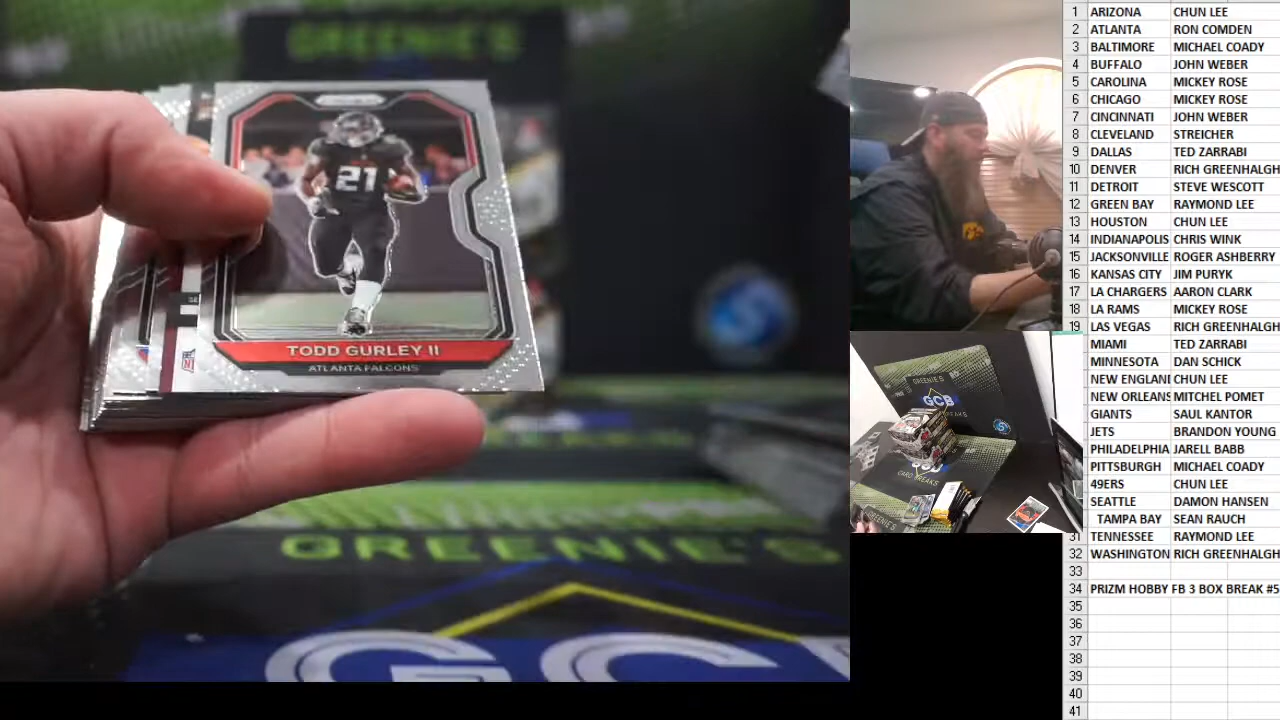 GREENIE'S
21
TODD GURLEY II
ATLANTA FALCONS
NFL
GREENIE'S
GCB
GREENIE'S
GCB
CARD BREAKS
1 ARIZONA CHUN LEE
2 ATLANTA RON COMDEN
3 BALTIMORE MICHAEL COADY
4 BUFFALO JOHN WEBER
5 CAROLINA MICKEY ROSE
6 CHICAGO MICKEY ROSE
7 CINCINNATI JOHN WEBER
8 CLEVELAND STREICHER
9 DALLAS TED ZARRABI
10 DENVER RICH GREENHALGH
11 DETROIT STEVE WESCOTT
12 GREEN BAY RAYMOND LEE
13 HOUSTON CHUN LEE
14 INDIANAPOLIS CHRIS WINK
15 JACKSONVILLE ROGER ASHBERRY
16 KANSAS CITY JIM PURYK
17 LA CHARGERS AARON CLARK
18 LA RAMS MICKEY ROSE
19 LAS VEGAS RICH GREENHALGH
MIAMI TED ZARRABI
MINNESOTA DAN SCHICK
NEW ENGLAND CHUN LEE
NEW ORLEANS MITCHEL POMET
GIANTS SAUL KANTOR
JETS BRANDON YOUNG
PHILADELPHIA JARELL BABB
PITTSBURGH MICHAEL COADY
49ERS CHUN LEE
SEATTLE DAMON HANSEN
TAMPA BAY SEAN RAUCH
31 TENNESSEE RAYMOND LEE
32 WASHINGTON RICH GREENHALGH
33
34 PRIZM HOBBY FB 3 BOX BREAK #5
35
36
37
38
39
40
41